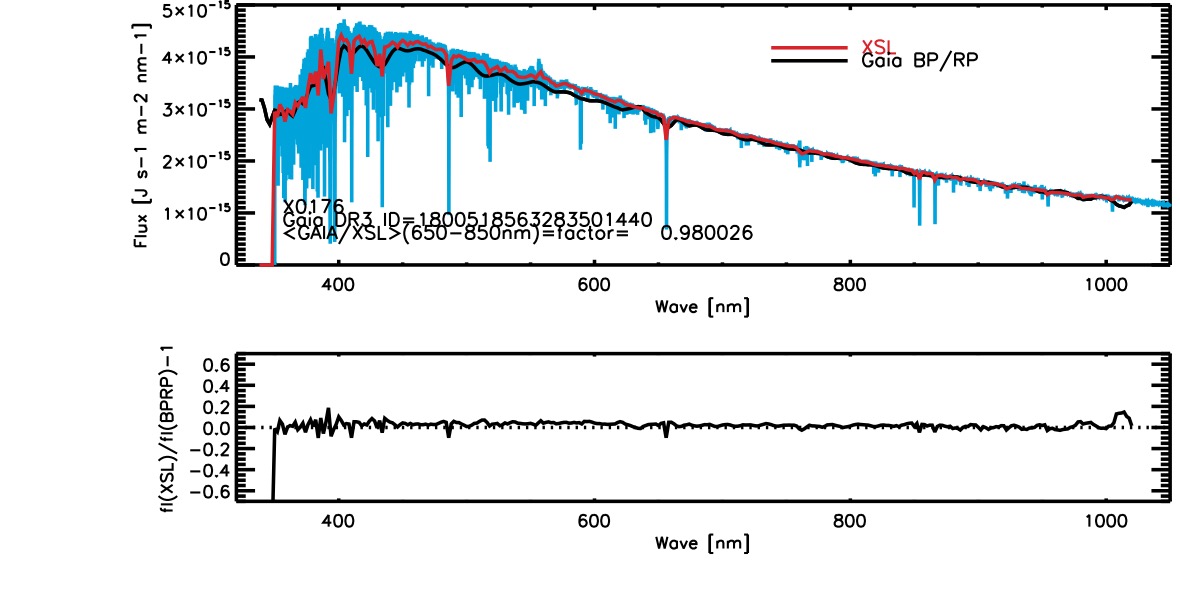 5×10⁻¹⁵
4×10⁻¹⁵
3×10⁻¹⁵
2×10⁻¹⁵
1×10⁻¹⁵
0
Flux [J s−1 m−2 nm−1]
XSL
Gaia BP/RP
X0176
Gaia DR3 ID=1800518563283501440
<GAIA/XSL>(650−850nm)=factor= 0.980026
400 600 800 1000
Wave [nm]
0.6
0.4
0.2
0.0
−0.2
−0.4
−0.6
fl(XSL)/fl(BPRP)−1
400 600 800 1000
Wave [nm]